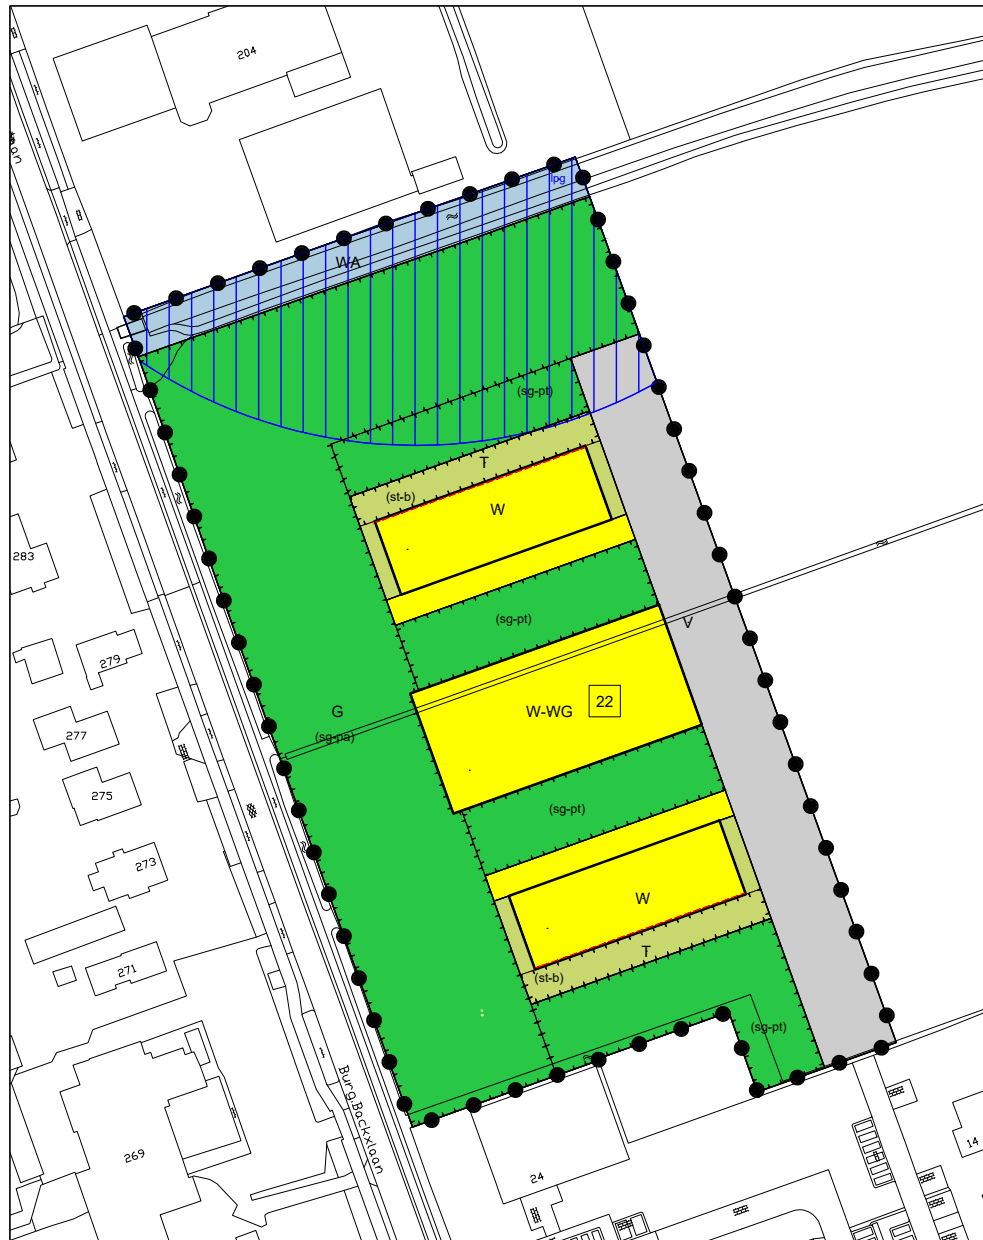 204
lpg
WA
(sg-pt)
T
(st-b)
W
283
(sg-pt)
A
279
22
W-WG
G
277
(sg-pa)
275
(sg-pt)
273
W
T
271
(st-b)
(sg-pt)
Burg.Backxlaan
269
14
24